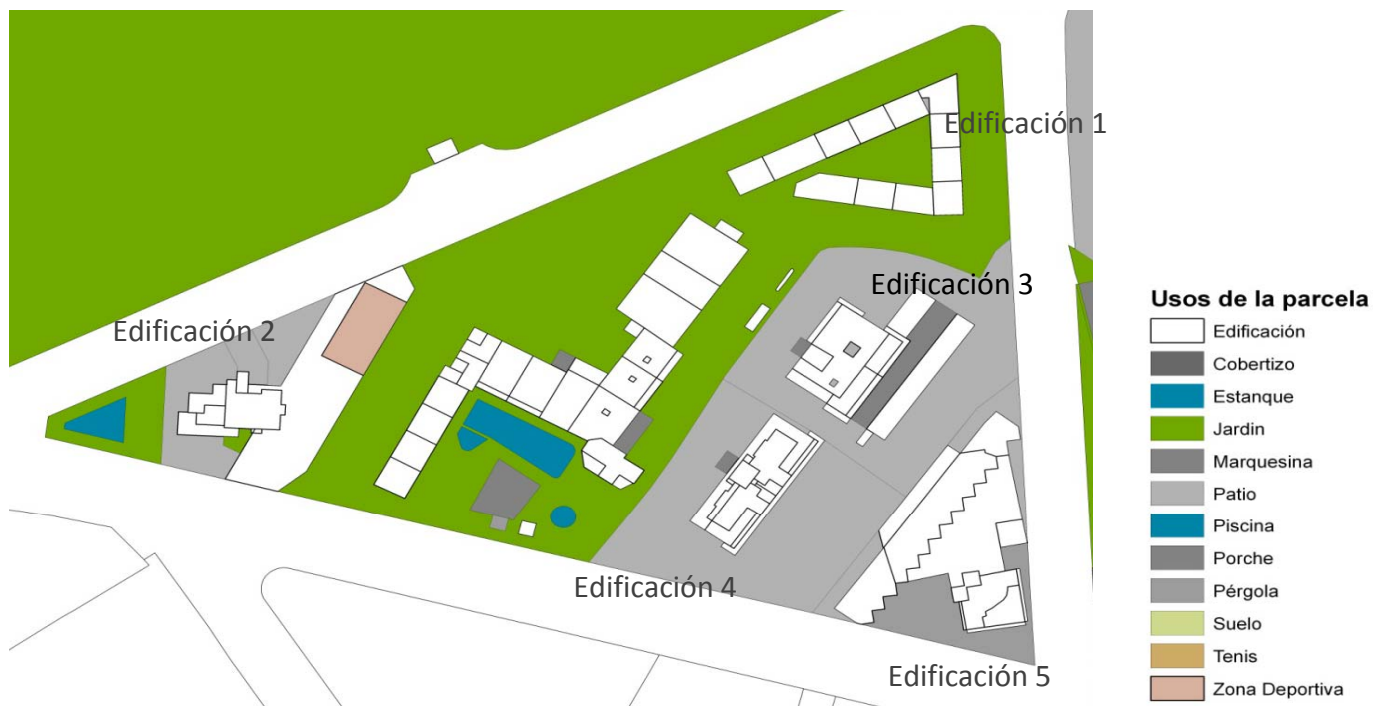 Edificación 1
Edificación 2
Edificación 3
Edificación 4
Edificación 5
Usos de la parcela
Edificación
Cobertizo
Estanque
Jardin
Marquesina
Patio
Piscina
Porche
Pérgola
Suelo
Tenis
Zona Deportiva